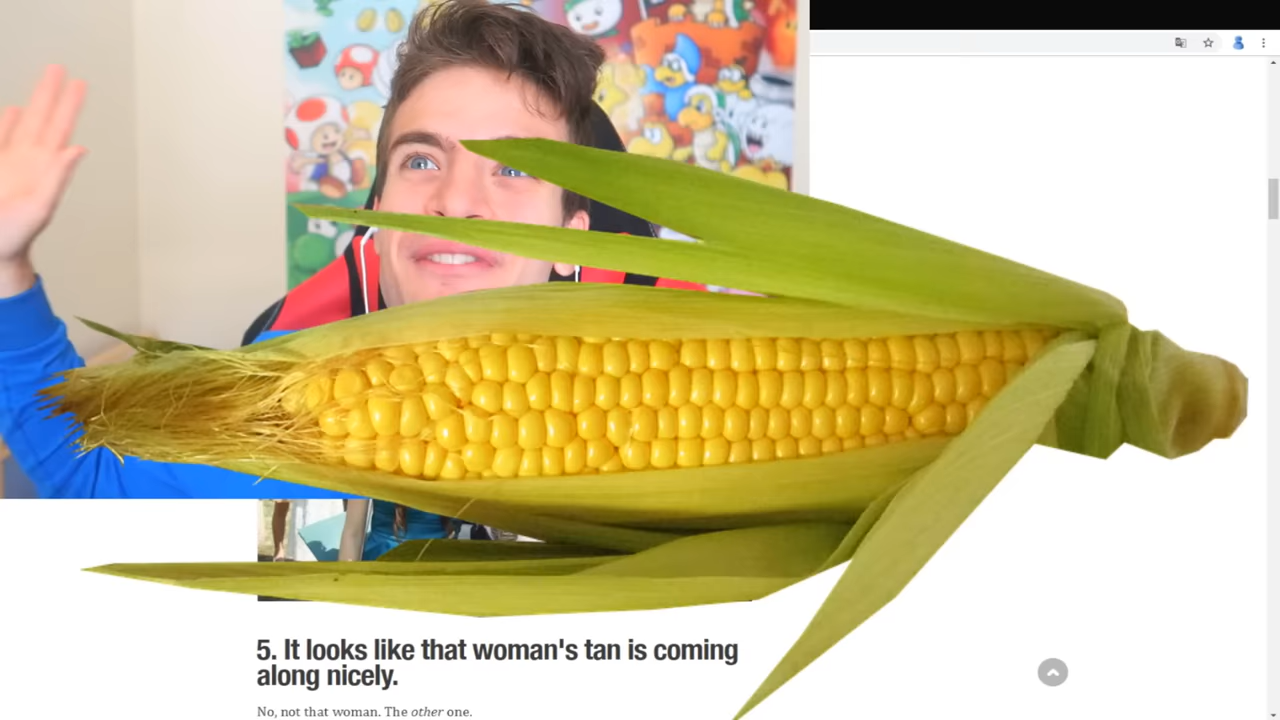 5. It looks like that woman's tan is coming
along nicely.
No, not that woman. The other one.